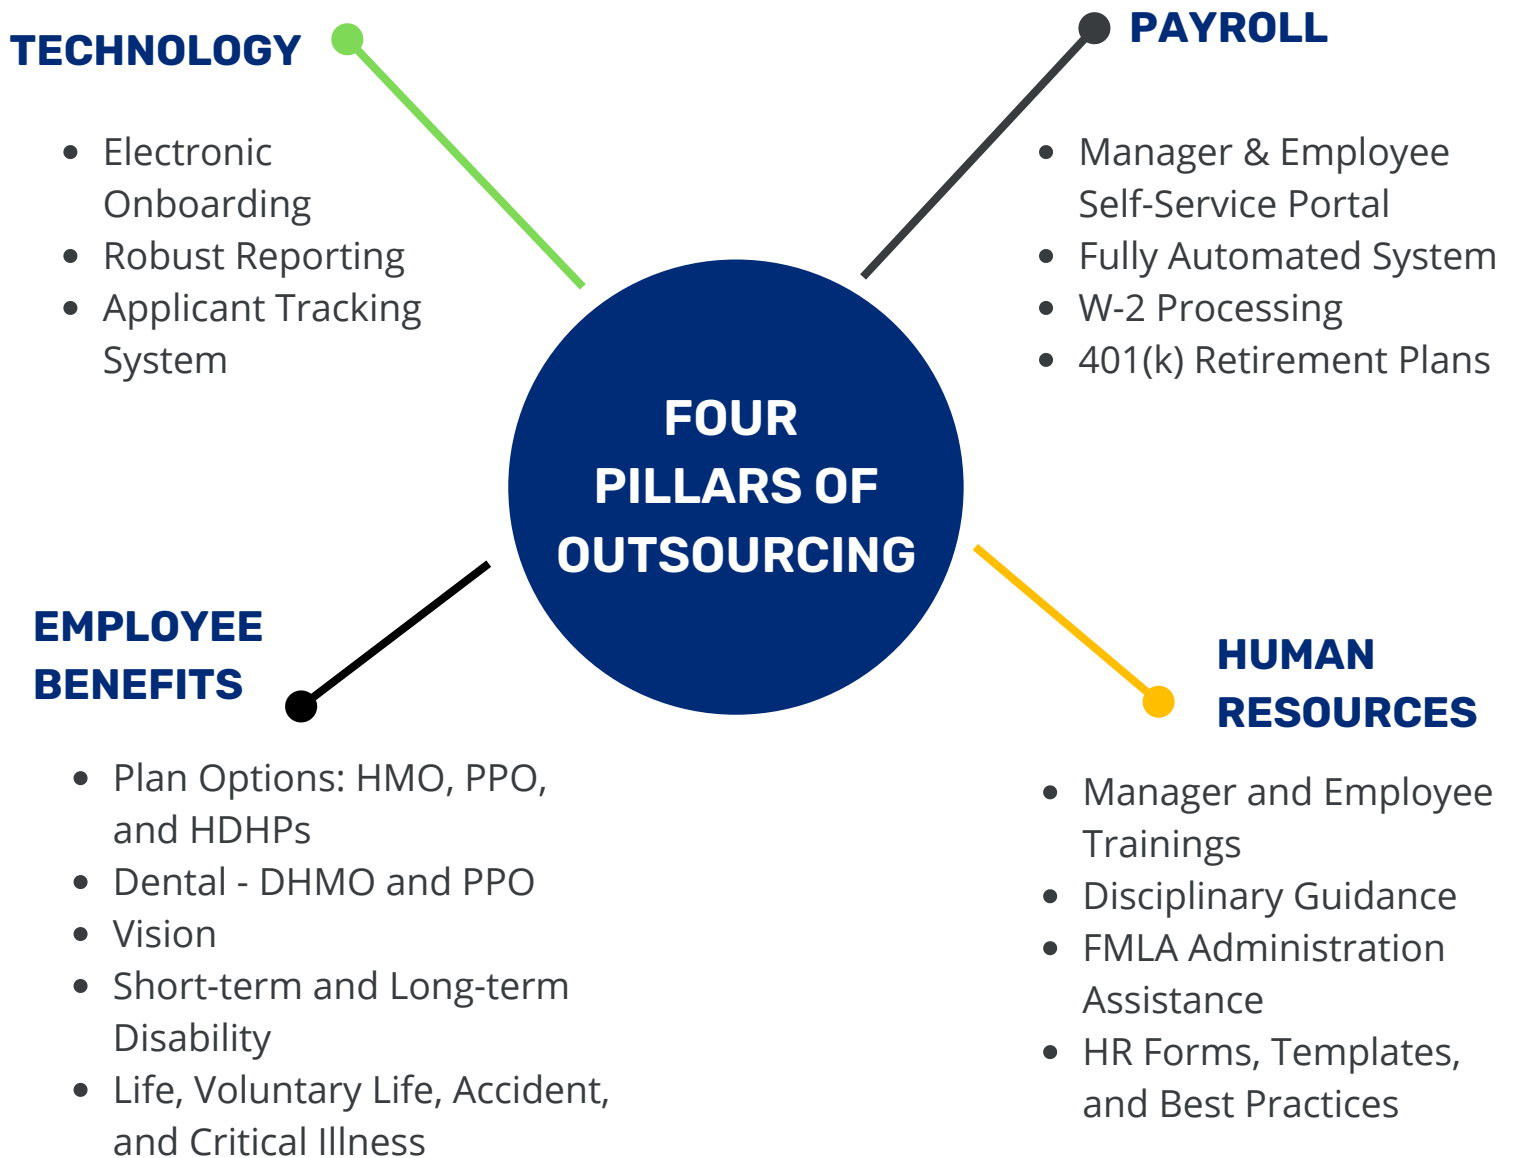 TECHNOLOGY
Electronic
Onboarding
Robust Reporting
Applicant Tracking
System
PAYROLL
Manager & Employee
Self-Service Portal
Fully Automated System
W-2 Processing
401(k) Retirement Plans
FOUR
PILLARS OF
OUTSOURCING
EMPLOYEE
BENEFITS
Plan Options: HMO, PPO,
and HDHPs
Dental - DHMO and PPO
Vision
Short-term and Long-term
Disability
Life, Voluntary Life, Accident,
and Critical Illness
HUMAN
RESOURCES
Manager and Employee
Trainings
Disciplinary Guidance
FMLA Administration
Assistance
HR Forms, Templates,
and Best Practices